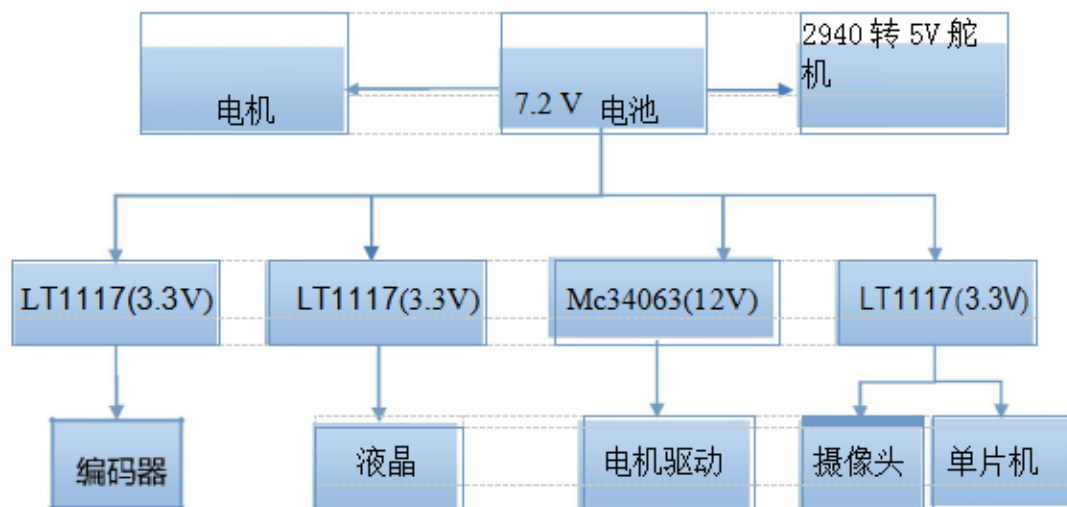 电机
7.2 V 电池
2940 转 5V 舵
机
LT1117(3.3V)
LT1117(3.3V)
Mc34063(12V)
LT1117(3.3V)
编码器
液晶
电机驱动
摄像头
单片机